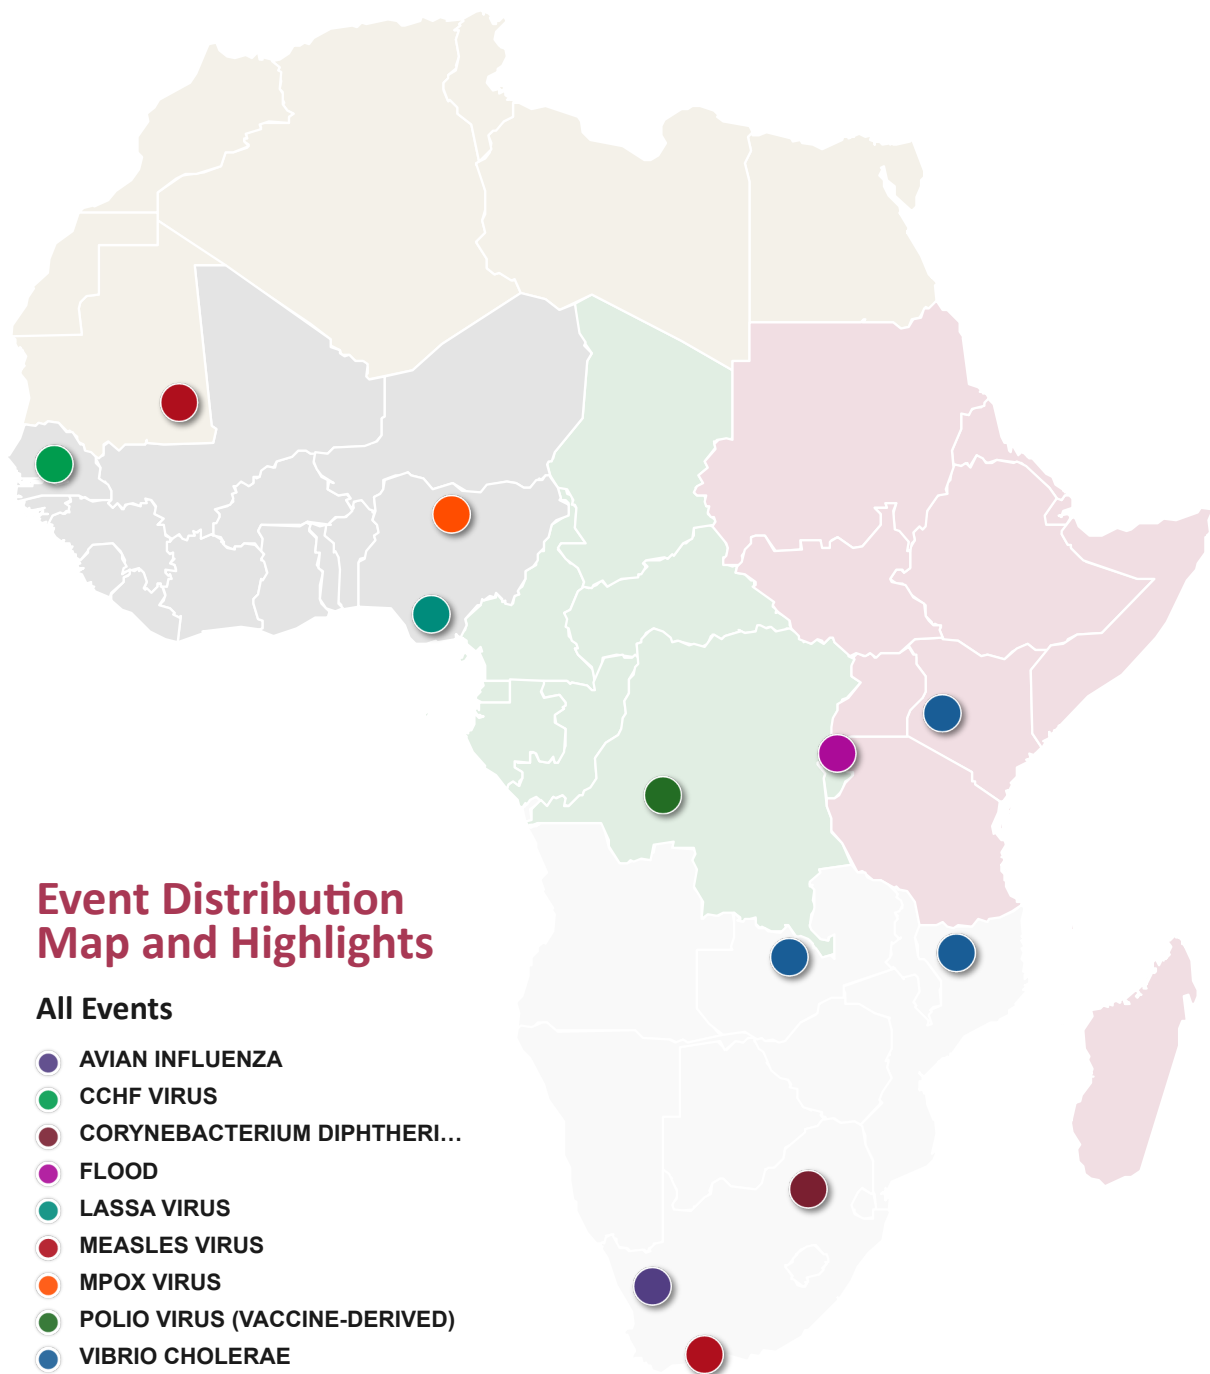 Event Distribution
Map and Highlights
All Events
AVIAN INFLUENZA
CCHF VIRUS
CORYNEBACTERIUM DIPHTHERI...
FLOOD
LASSA VIRUS
MEASLES VIRUS
MPOX VIRUS
POLIO VIRUS (VACCINE-DERIVED)
VIBRIO CHOLERAE